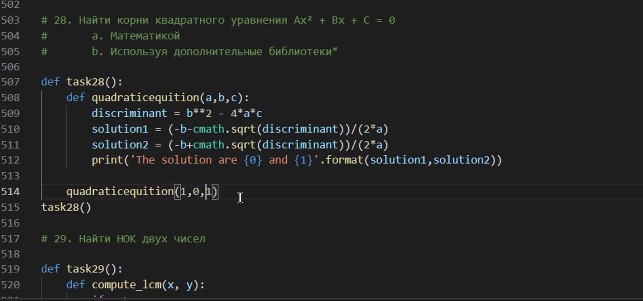 502
503 # 28. Найти корни квадратного уравнения Ax² + Bx + C = 0
504 #       a. Математикой
505 #       b. Используя дополнительные библиотеки*
506
507 def task28():
508     def quadraticequition(a,b,c):
509         discriminant = b**2 - 4*a*c
510         solution1 = (-b-cmath.sqrt(discriminant))/(2*a)
511         solution2 = (-b+cmath.sqrt(discriminant))/(2*a)
512         print('The solution are {0} and {1}'.format(solution1,solution2))
513
514     quadraticequition(1,0,1)
515 task28()
516
517 # 29. Найти НОК двух чисел
518
519 def task29():
520     def compute_lcm(x, y):